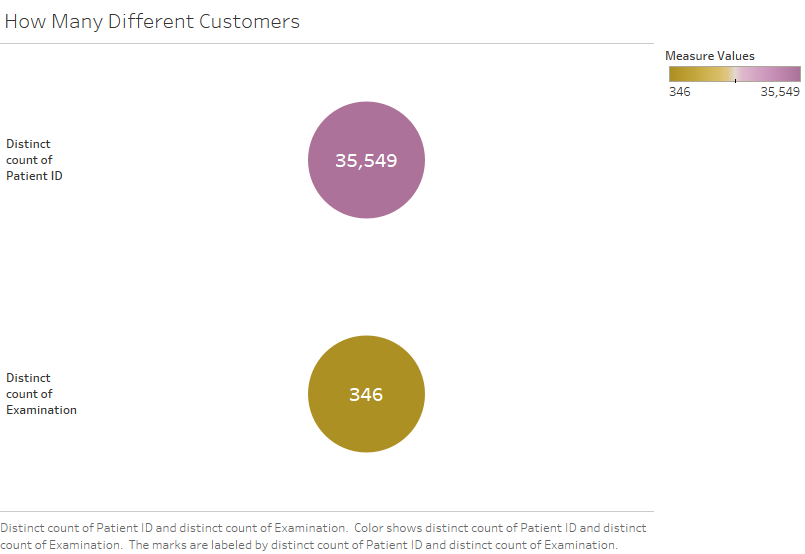 How Many Different Customers
Measure Values
346 35,549
Distinct
count of
Patient ID
35,549
Distinct
count of
Examination
346
Distinct count of Patient ID and distinct count of Examination.  Color shows distinct count of Patient ID and distinct
count of Examination.  The marks are labeled by distinct count of Patient ID and distinct count of Examination.